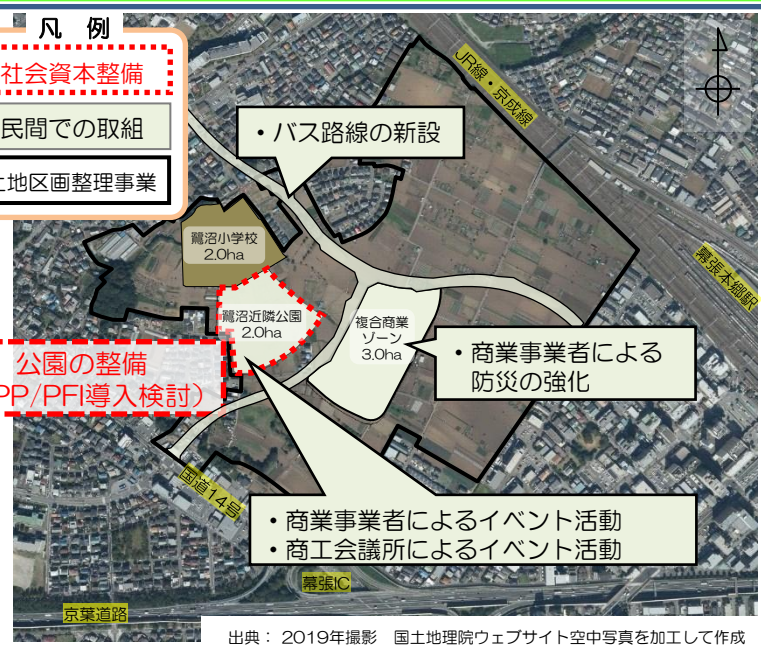 凡 例
社会資本整備
民間での取組
土地区画整理事業
JR線・京成線
・バス路線の新設
鷺沼小学校
2.0ha
幕張本郷駅
鷺沼近隣公園
2.0ha
複合商業
ゾーン
3.0ha
・商業事業者による
防災の強化
公園の整備
PP/PFI導入検討）
国道14号
・商業事業者によるイベント活動
・商工会議所によるイベント活動
幕張IC
京葉道路
出典： 2019年撮影 国土地理院ウェブサイト空中写真を加工して作成